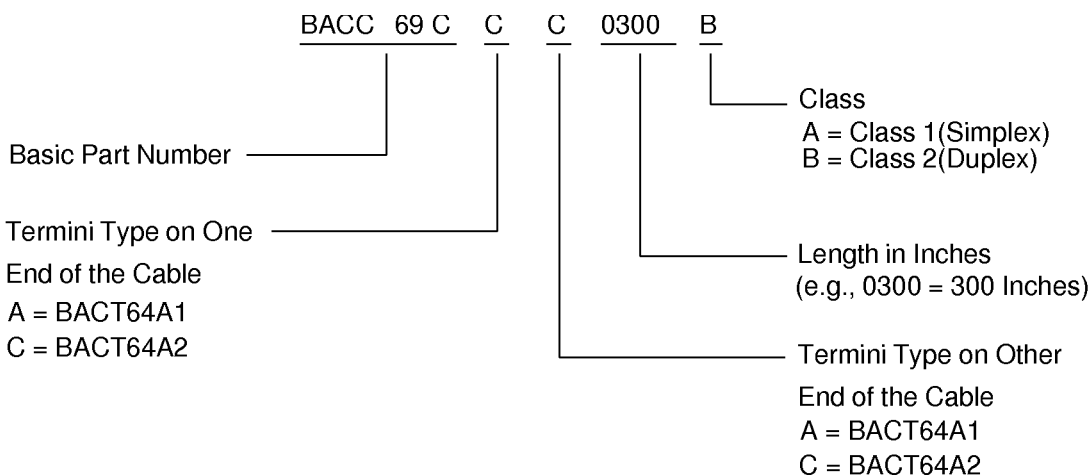 BACC 69 C C C 0300 B
Class
A = Class 1(Simplex)
B = Class 2(Duplex)
Basic Part Number
Termini Type on One
End of the Cable
A = BACT64A1
C = BACT64A2
Length in Inches
(e.g., 0300 = 300 Inches)
Termini Type on Other
End of the Cable
A = BACT64A1
C = BACT64A2